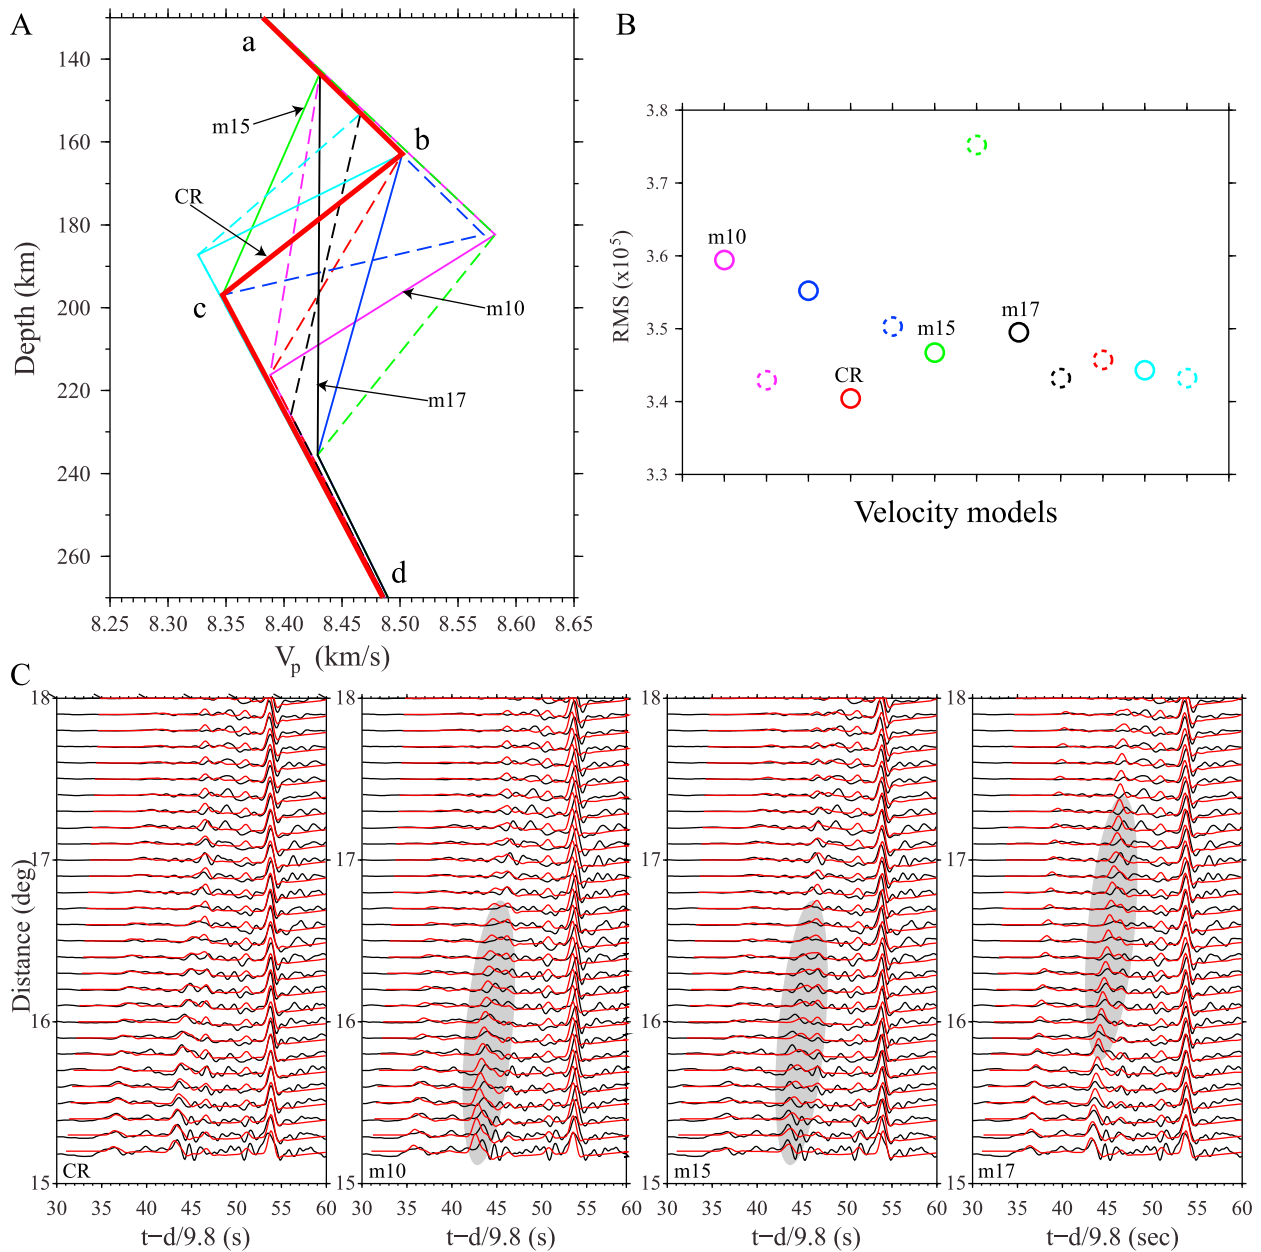 A
140
160
180
200
220
240
260
Depth (km)
a
b
c
d
m15
CR
m10
m17
8.25 8.30 8.35 8.40 8.45 8.50 8.55 8.60 8.65
Vp (km/s)
B
3.8
3.7
3.6
3.5
3.4
3.3
RMS (x10⁵)
m10
CR
m15
m17
Velocity models
C
18 18 18 18
17 17 17 17
16 16 16 16
15 15 15 15
Distance (deg)
CR m10 m15 m17
30 35 40 45 50 55 60 30 35 40 45 50 55 60 30 35 40 45 50 55 60 30 35 40 45 50 55 60
t−d/9.8 (s) t−d/9.8 (s) t−d/9.8 (s) t−d/9.8 (sec)